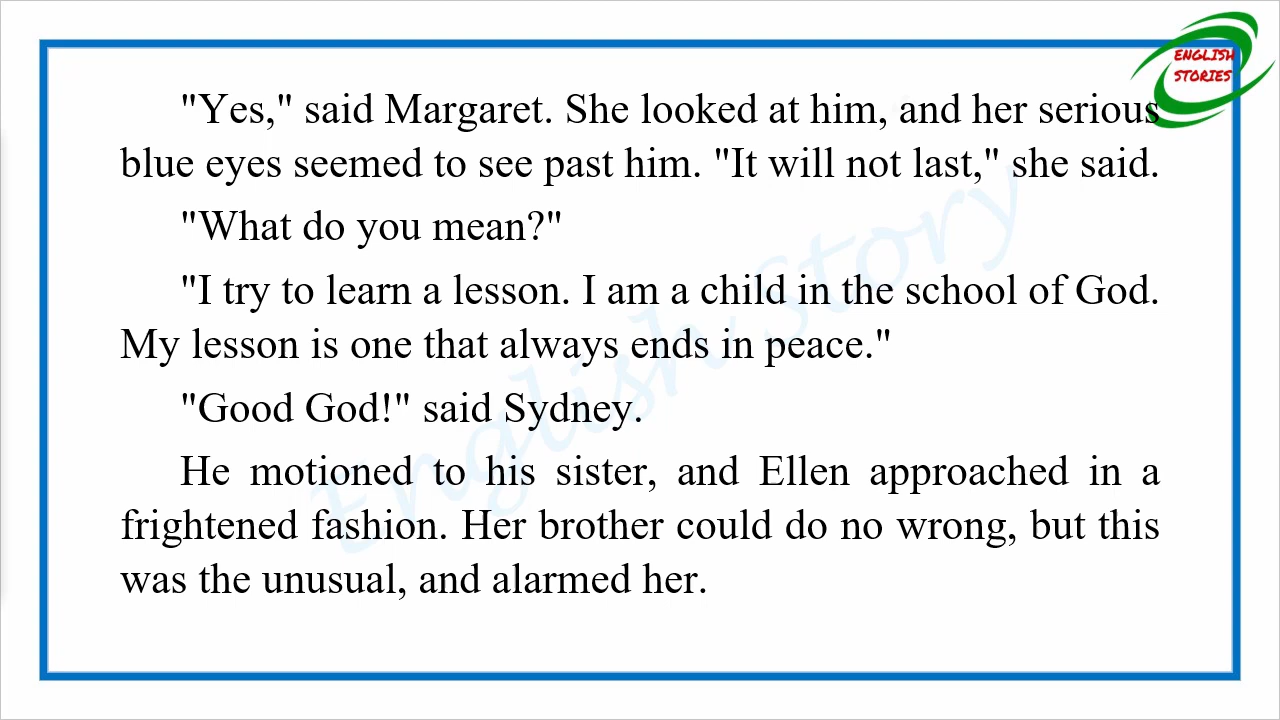 ENGLISH
STORIES
"Yes," said Margaret. She looked at him, and her serious
blue eyes seemed to see past him. "It will not last," she said.
"What do you mean?"
"I try to learn a lesson. I am a child in the school of God.
My lesson is one that always ends in peace."
"Good God!" said Sydney.
He motioned to his sister, and Ellen approached in a
frightened fashion. Her brother could do no wrong, but this
was the unusual, and alarmed her.
English Story